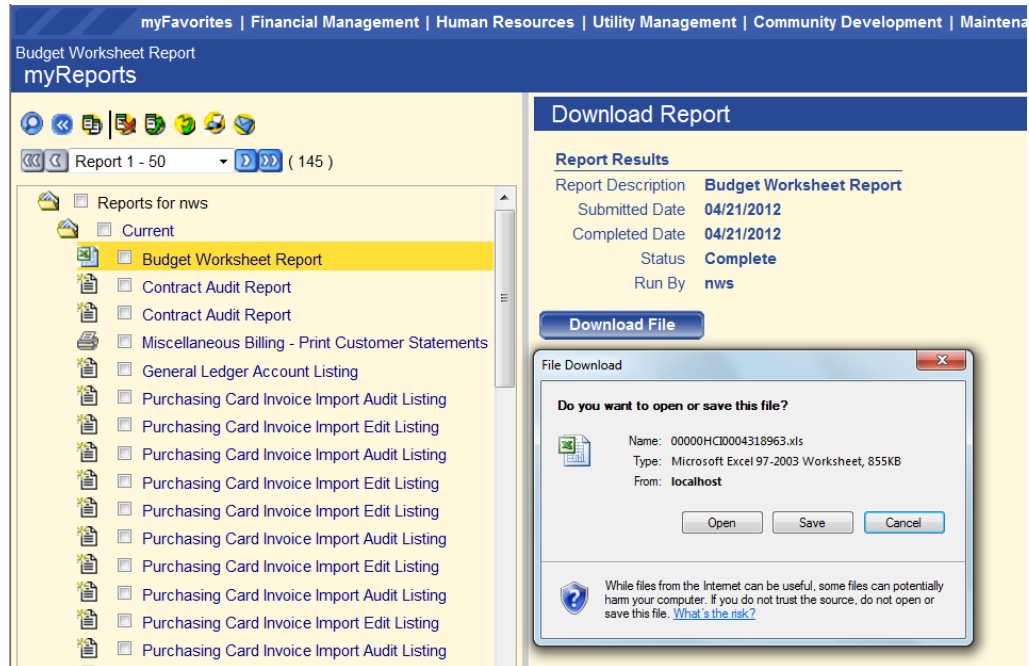 myFavorites | Financial Management | Human Resources | Utility Management | Community Development | Maintena
Budget Worksheet Report
myReports
Report 1 - 50
( 145 )
Reports for nws
Current
Budget Worksheet Report
Contract Audit Report
Contract Audit Report
Miscellaneous Billing - Print Customer Statements
General Ledger Account Listing
Purchasing Card Invoice Import Audit Listing
Purchasing Card Invoice Import Edit Listing
Purchasing Card Invoice Import Audit Listing
Purchasing Card Invoice Import Edit Listing
Purchasing Card Invoice Import Edit Listing
Purchasing Card Invoice Import Audit Listing
Purchasing Card Invoice Import Edit Listing
Purchasing Card Invoice Import Audit Listing
Purchasing Card Invoice Import Edit Listing
Purchasing Card Invoice Import Audit Listing
Download Report
Report Results
Report Description Budget Worksheet Report
Submitted Date 04/21/2012
Completed Date 04/21/2012
Status Complete
Run By nws
Download File
File Download
Do you want to open or save this file?
Name: 00000HCI0004318963.xls
Type: Microsoft Excel 97-2003 Worksheet, 855KB
From: localhost
Open Save Cancel
While files from the Internet can be useful, some files can potentially
harm your computer. If you do not trust the source, do not open or
save this file. What's the risk?